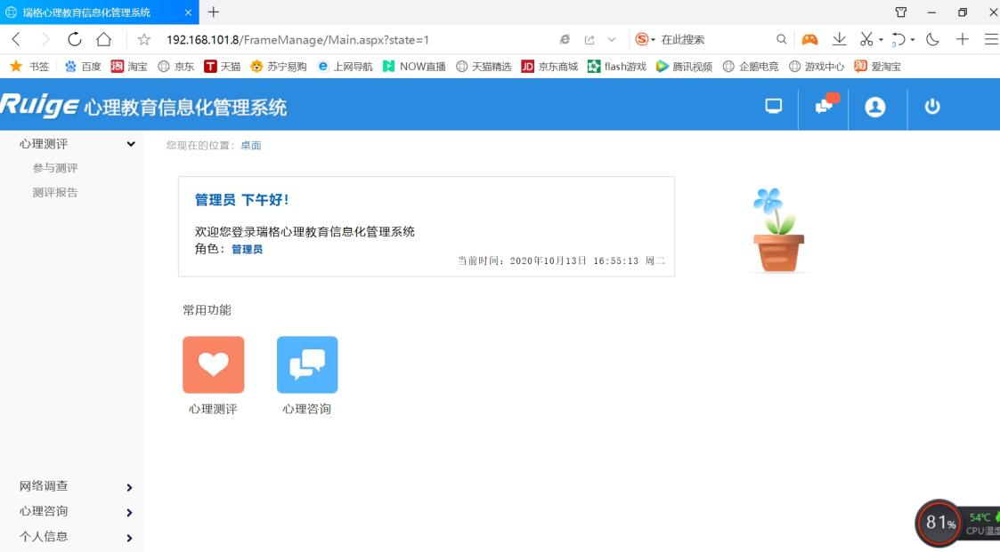 瑞格心理教育信息化管理系统
192.168.101.8/FrameManage/Main.aspx?state=1
在此搜索
书签 百度 淘宝 京东 天猫 苏宁易购 上网导航 NOW直播 天猫精选 京东商城 flash游戏 腾讯视频 企鹅电竞 游戏中心 爱淘宝
Ruige 心理教育信息化管理系统
心理测评
参与测评
测评报告
您现在的位置：桌面
管理员 下午好！
欢迎您登录瑞格心理教育信息化管理系统
角色：管理员
当前时间：2020年10月13日 16:55:13 周二
常用功能
心理测评 心理咨询
网络调查
心理咨询
个人信息
81%
54℃
CPU温度